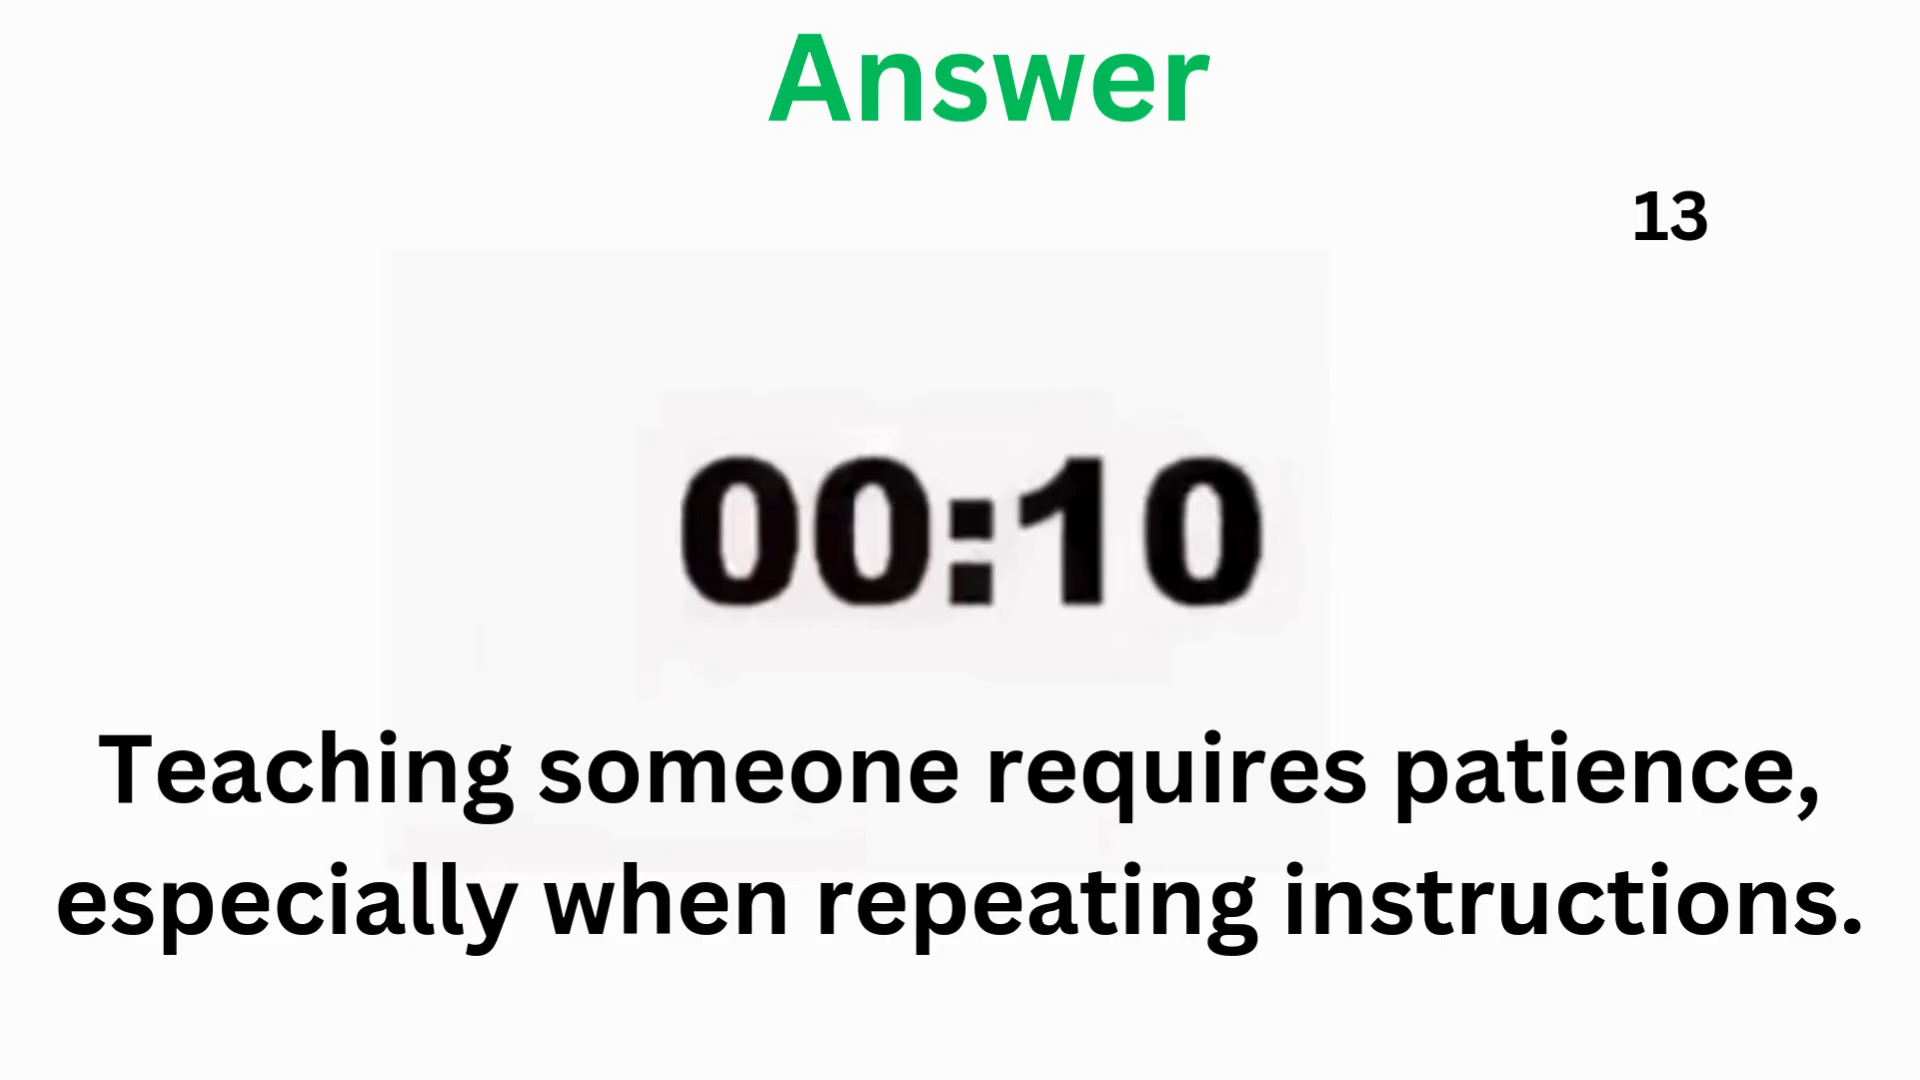 Answer
13
00:10
Teaching someone requires patience,
especially when repeating instructions.